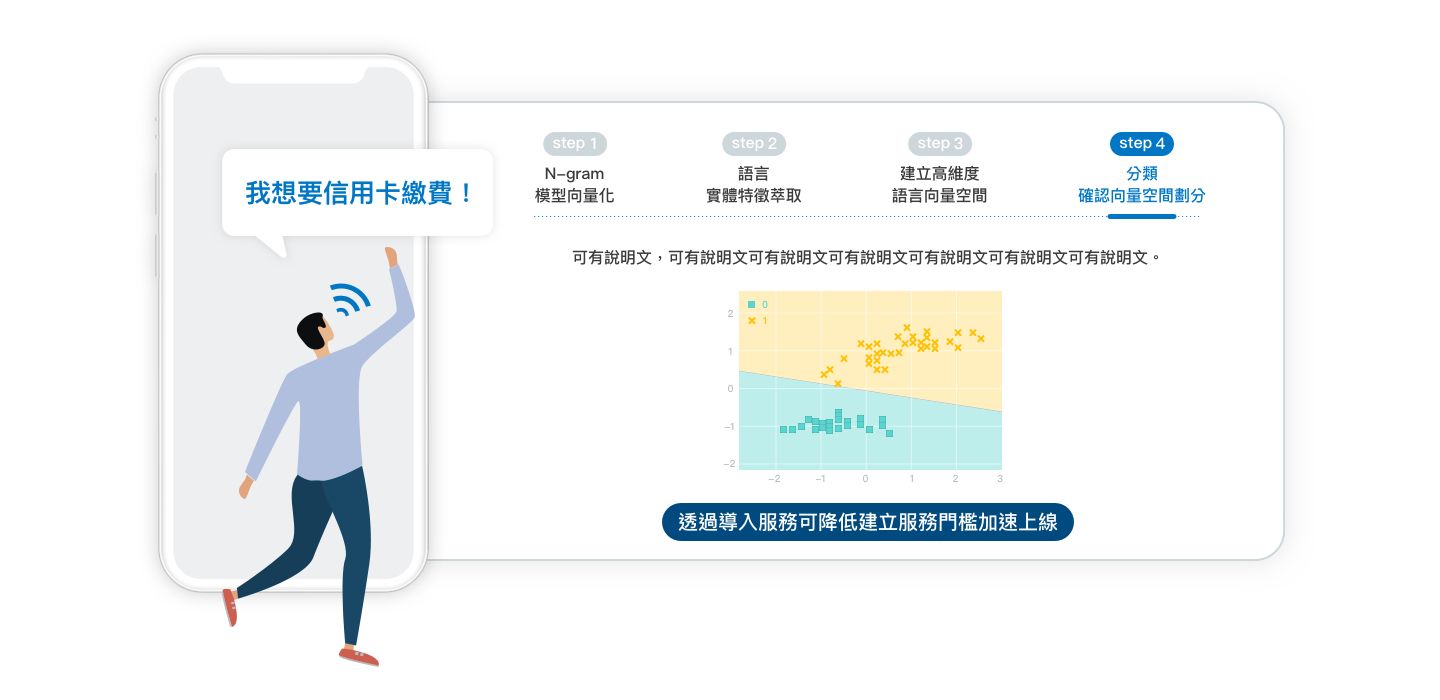 我想要信用卡繳費！
step 1
N-gram
模型向量化
step 2
語言
實體特徵萃取
step 3
建立高維度
語言向量空間
step 4
分類
確認向量空間劃分
可有說明文，可有說明文可有說明文可有說明文可有說明文可有說明文可有說明文。
0
1
2
1
0
-1
-2
-2
-1
0
1
2
3
透過導入服務可降低建立服務門檻加速上線